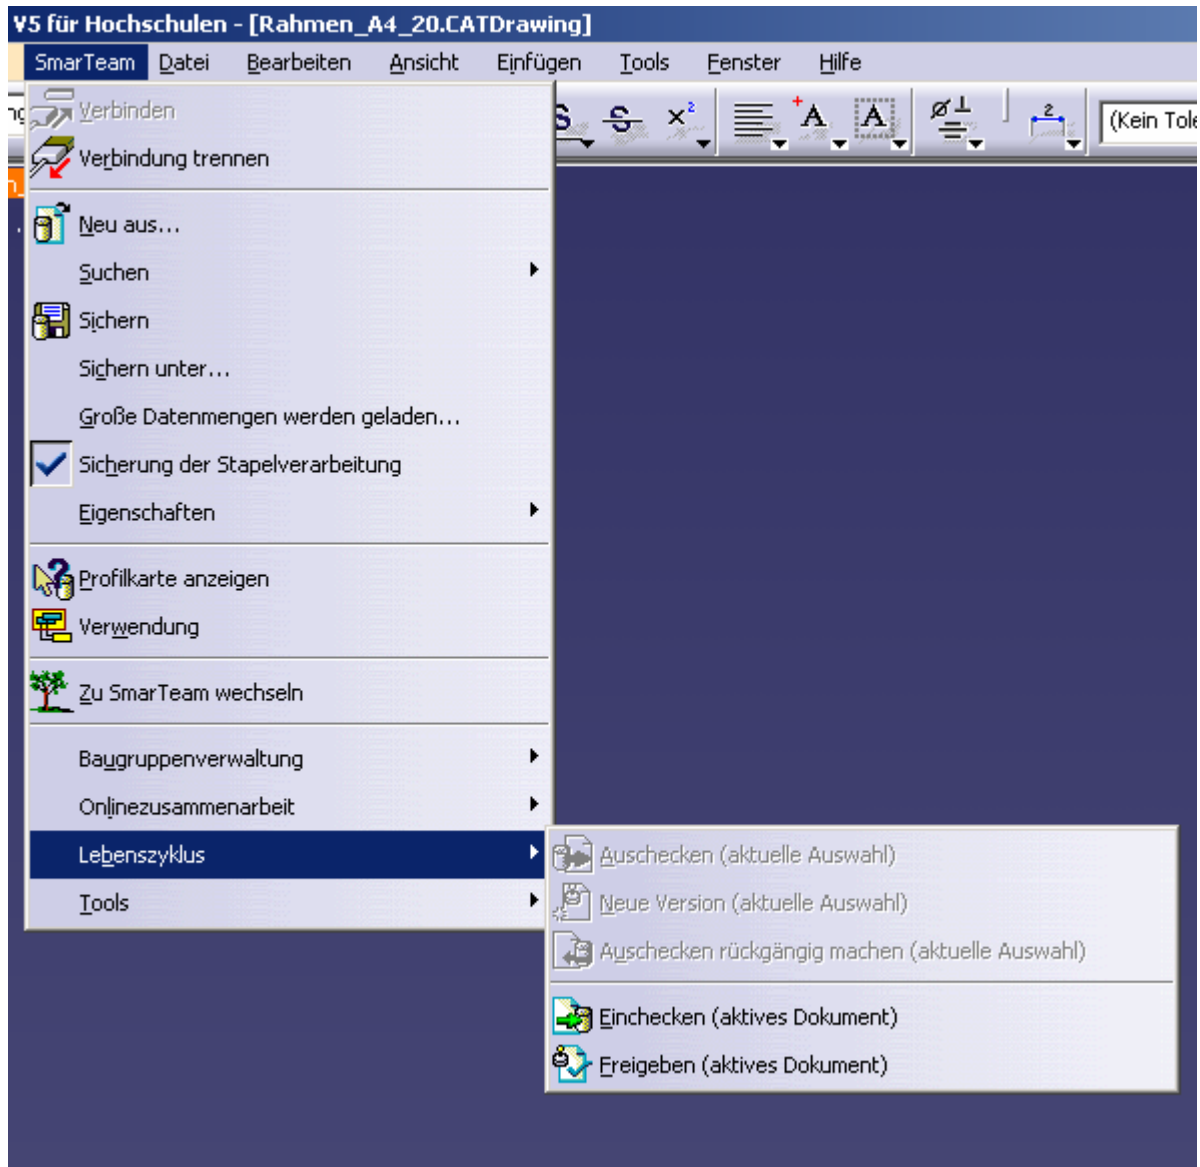 V5 für Hochschulen - [Rahmen_A4_20.CATDrawing]
SmarTeam Datei Bearbeiten Ansicht Einfügen Tools Fenster Hilfe
(Kein Tole
Verbinden
Verbindung trennen
Neu aus...
Suchen
Sichern
Sichern unter...
Große Datenmengen werden geladen...
Sicherung der Stapelverarbeitung
Eigenschaften
Profilkarte anzeigen
Verwendung
Zu SmarTeam wechseln
Baugruppenverwaltung
Onlinezusammenarbeit
Lebenszyklus
Tools
Auschecken (aktuelle Auswahl)
Neue Version (aktuelle Auswahl)
Auschecken rückgängig machen (aktuelle Auswahl)
Einchecken (aktives Dokument)
Freigeben (aktives Dokument)